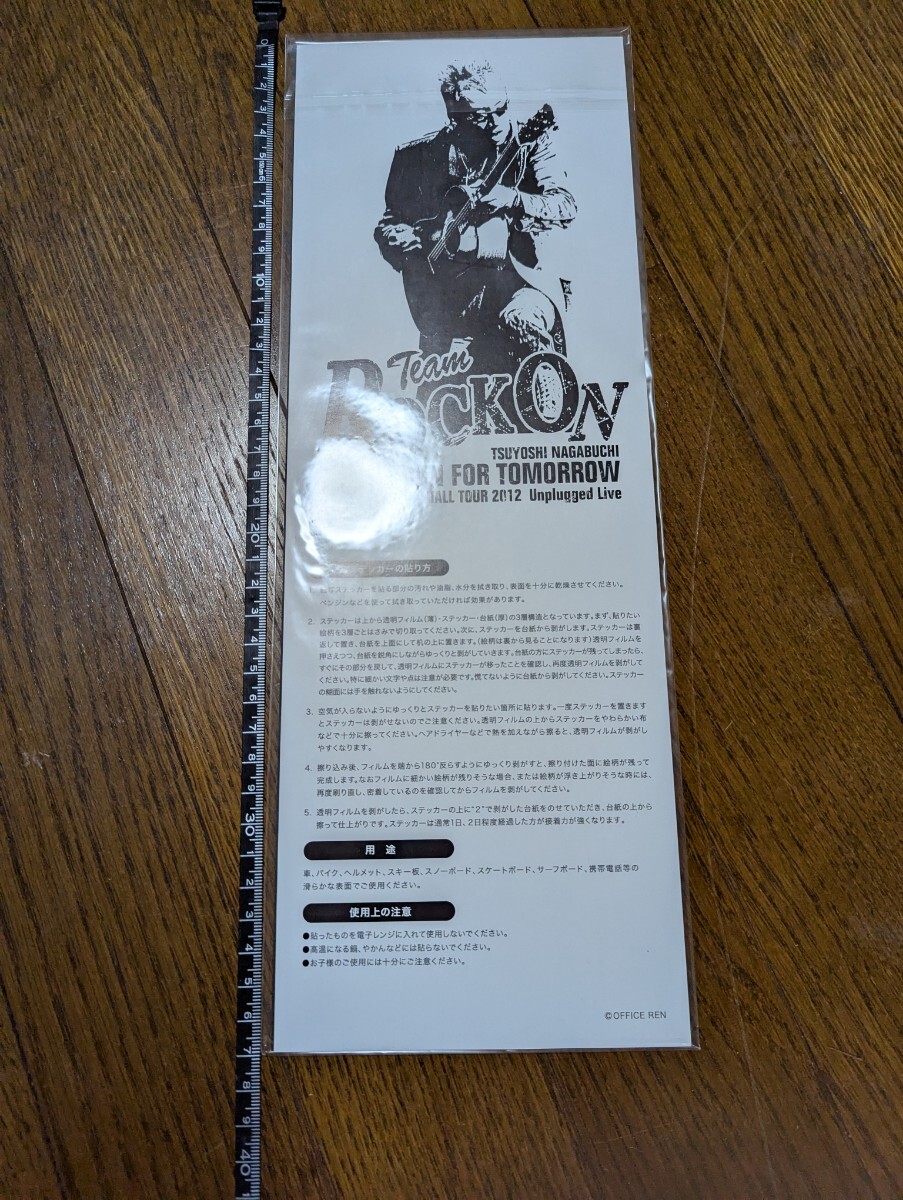 Team
ROCKON
TSUYOSHI NAGABUCHI
FOR TOMORROW
HALL TOUR 2012 Unplugged Live
ステッカーの貼り方
ステッカーを貼る部分の汚れや油脂、水分を拭き取り、表面を十分に乾燥させてください。
ベンジンなどを使って拭き取っていただければ効果があります。
2. ステッカーは上から透明フィルム(薄)・ステッカー・台紙(厚)の3層構造となっています。まず、貼りたい
絵柄を3層ごとはさみで切り取ってください。次に、ステッカーを台紙から剥がします。ステッカーは裏
返して置き、台紙を上面にして机の上に置きます。(絵柄は裏から見ることになります)透明フィルムを
押さえつつ、台紙を鋭角にしながらゆっくりと剥がしていきます。台紙の方にステッカーが残ってしまったら、
すぐにその部分を戻して、透明フィルムにステッカーが移ったことを確認し、再度透明フィルムを剥がして
ください。特に細かい文字や点は注意が必要です。慌てないように台紙から剥がしてください。ステッカー
の糊面には手を触れないようにしてください。
3. 空気が入らないようにゆっくりとステッカーを貼りたい箇所に貼ります。一度ステッカーを置きます
とステッカーは剥がせないのでご注意ください。透明フィルムの上からステッカーをやわらかい布
などで十分に擦ってください。ヘアドライヤーなどで熱を加えながら擦ると、透明フィルムが剥がし
やすくなります。
4. 擦り込み後、フィルムを端から180°反らすようにゆっくり剥がすと、擦り付けた面に絵柄が残って
完成します。なおフィルムに細かい絵柄が残りそうな場合、または絵柄が浮き上がりそうな時には、
再度刷り直し、密着しているのを確認してからフィルムを剥がしてください。
5. 透明フィルムを剥がしたら、ステッカーの上に"2"で剥がした台紙をのせていただき、台紙の上から
擦って仕上がりです。ステッカーは通常1日、2日程度経過した方が接着力が強くなります。
用 途
車、バイク、ヘルメット、スキー板、スノーボード、スケートボード、サーフボード、携帯電話等の
滑らかな表面でご使用ください。
使用上の注意
●貼ったものを電子レンジに入れて使用しないでください。
●高温になる鍋、やかんなどには貼らないでください。
●お子様のご使用には十分にご注意ください。
©OFFICE REN